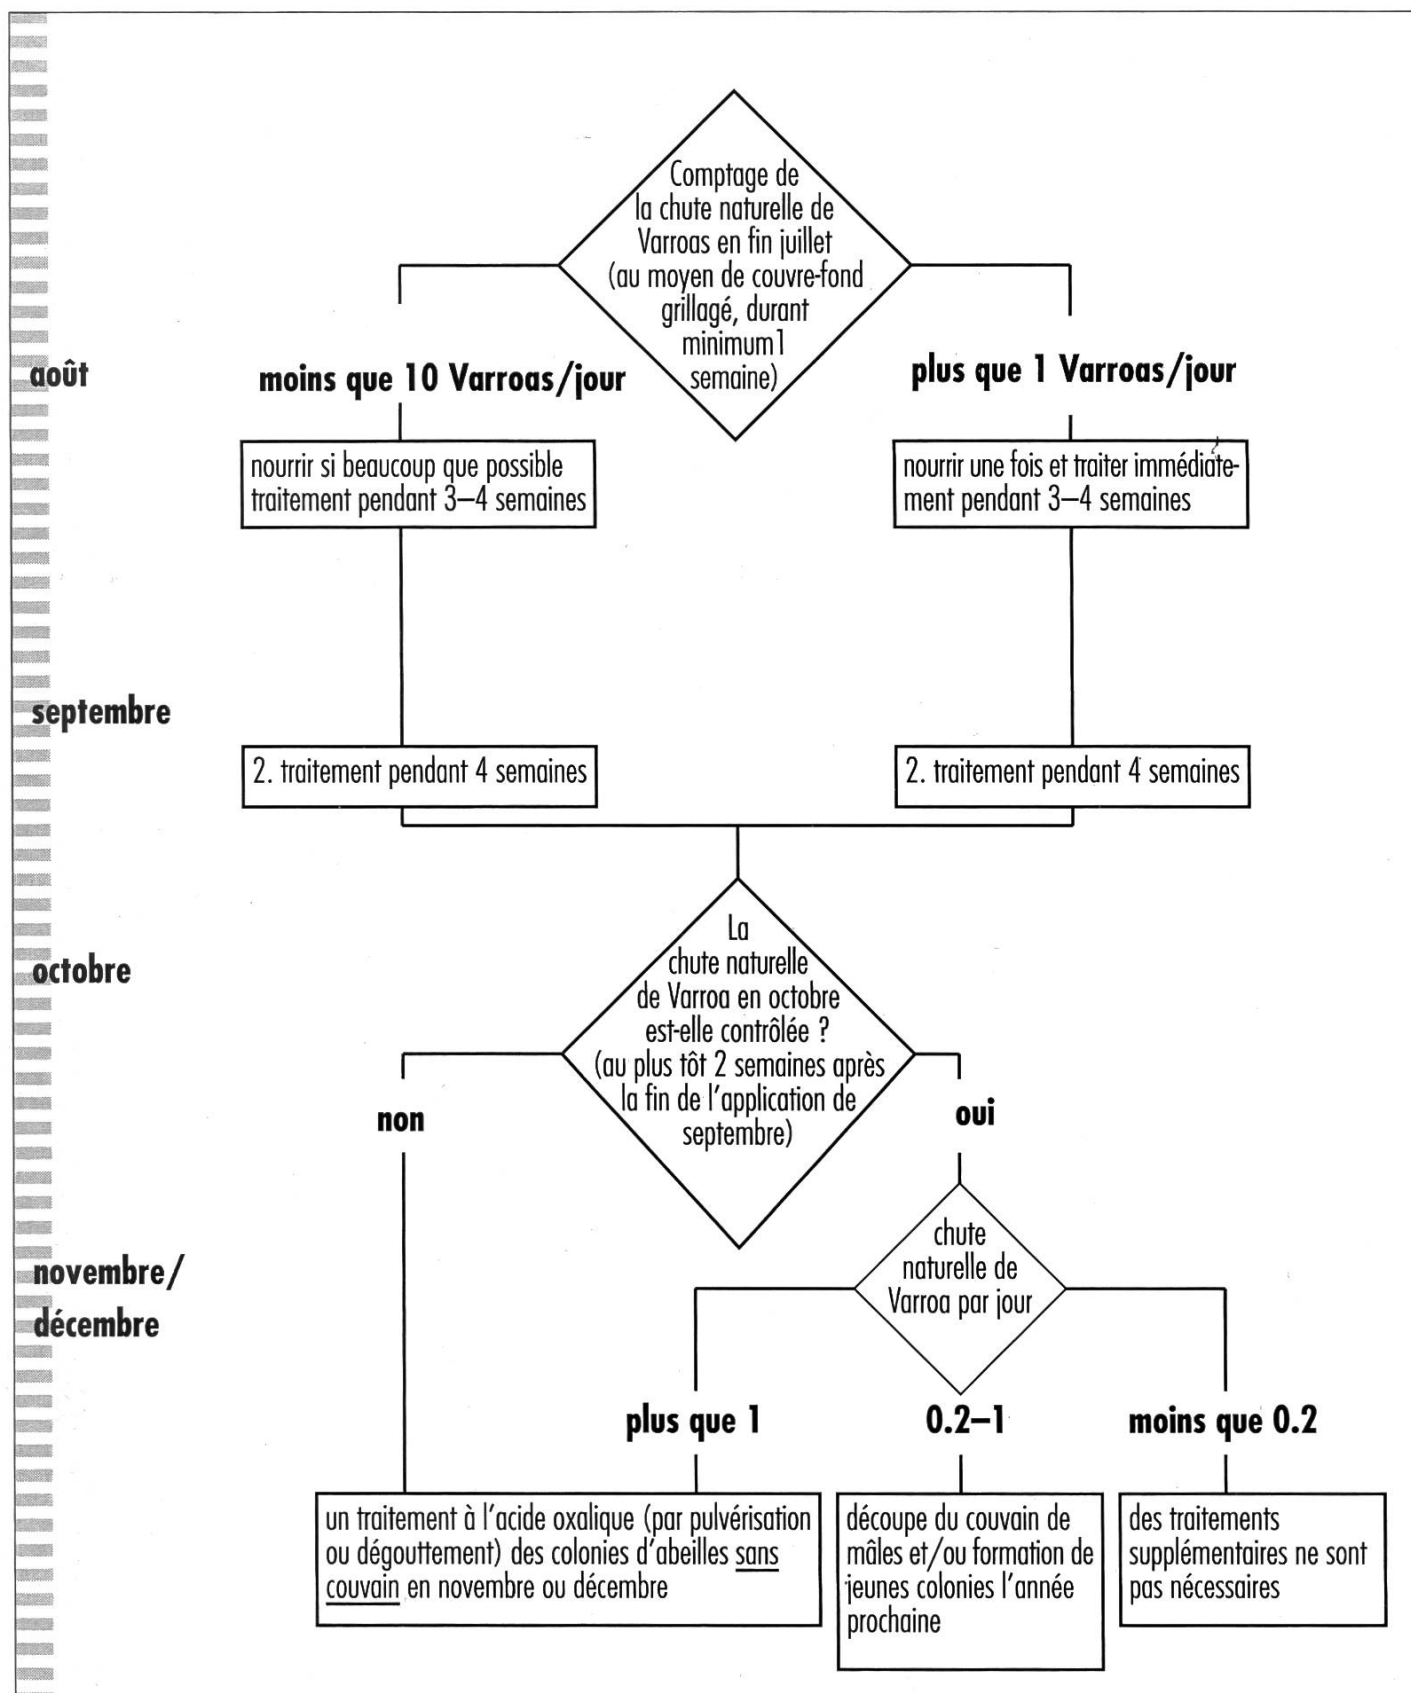 Comptage de
la chute naturelle de
Varroas en fin juillet
(au moyen de couvre-fond
grillagé, durant
minimum 1
semaine)
août
moins que 10 Varroas/jour
plus que 1 Varroas/jour
nourrir si beaucoup que possible
traitement pendant 3–4 semaines
nourrir une fois et traiter immédiate-
ment pendant 3–4 semaines
septembre
2. traitement pendant 4 semaines
2. traitement pendant 4 semaines
octobre
La
chute naturelle
de Varroa en octobre
est-elle contrôlée ?
(au plus tôt 2 semaines après
la fin de l'application de
septembre)
non
oui
novembre/
décembre
chute
naturelle de
Varroa par jour
plus que 1
0.2–1
moins que 0.2
un traitement à l'acide oxalique (par pulvérisation
ou dégouttement) des colonies d'abeilles sans
couvain en novembre ou décembre
découpe du couvain de
mâles et/ou formation de
jeunes colonies l'année
prochaine
des traitements
supplémentaires ne sont
pas nécessaires